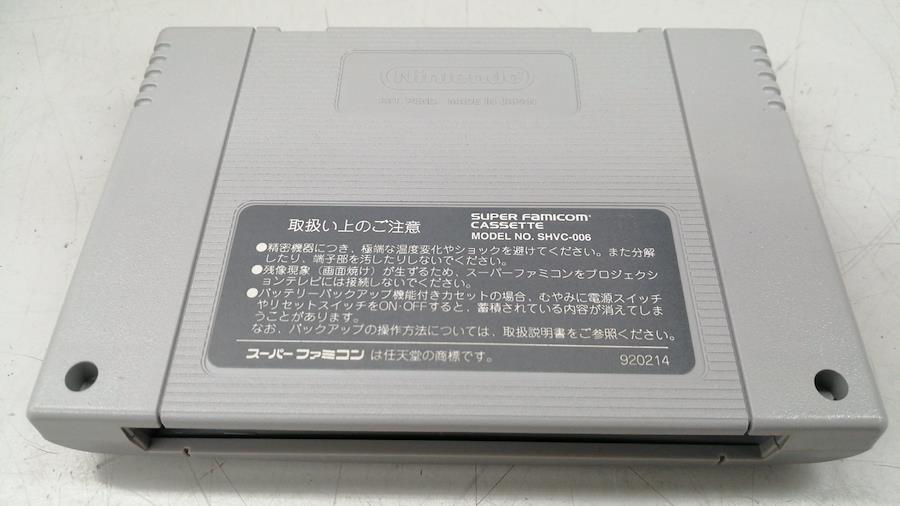 Nintendo
PAT. PEND. MADE IN JAPAN
取扱い上のご注意
SUPER FAMICOM
CASSETTE
MODEL NO. SHVC-006
●精密機器につき、極端な温度変化やショックを避けてください。また分解
したり、端子部を汚したりしないでください。
●残像現象(画面焼け)が生ずるため、スーパーファミコンをプロジェクシ
ョンテレビには接続しないでください。
●バッテリーバックアップ機能付きカセットの場合、むやみに電源スイッチ
やリセットスイッチをON・OFFすると、蓄積されている内容が消えてしま
うことがあります。
なお、バックアップの操作方法については、取扱説明書をご参照ください。
スーパーファミコン は任天堂の商標です。
920214